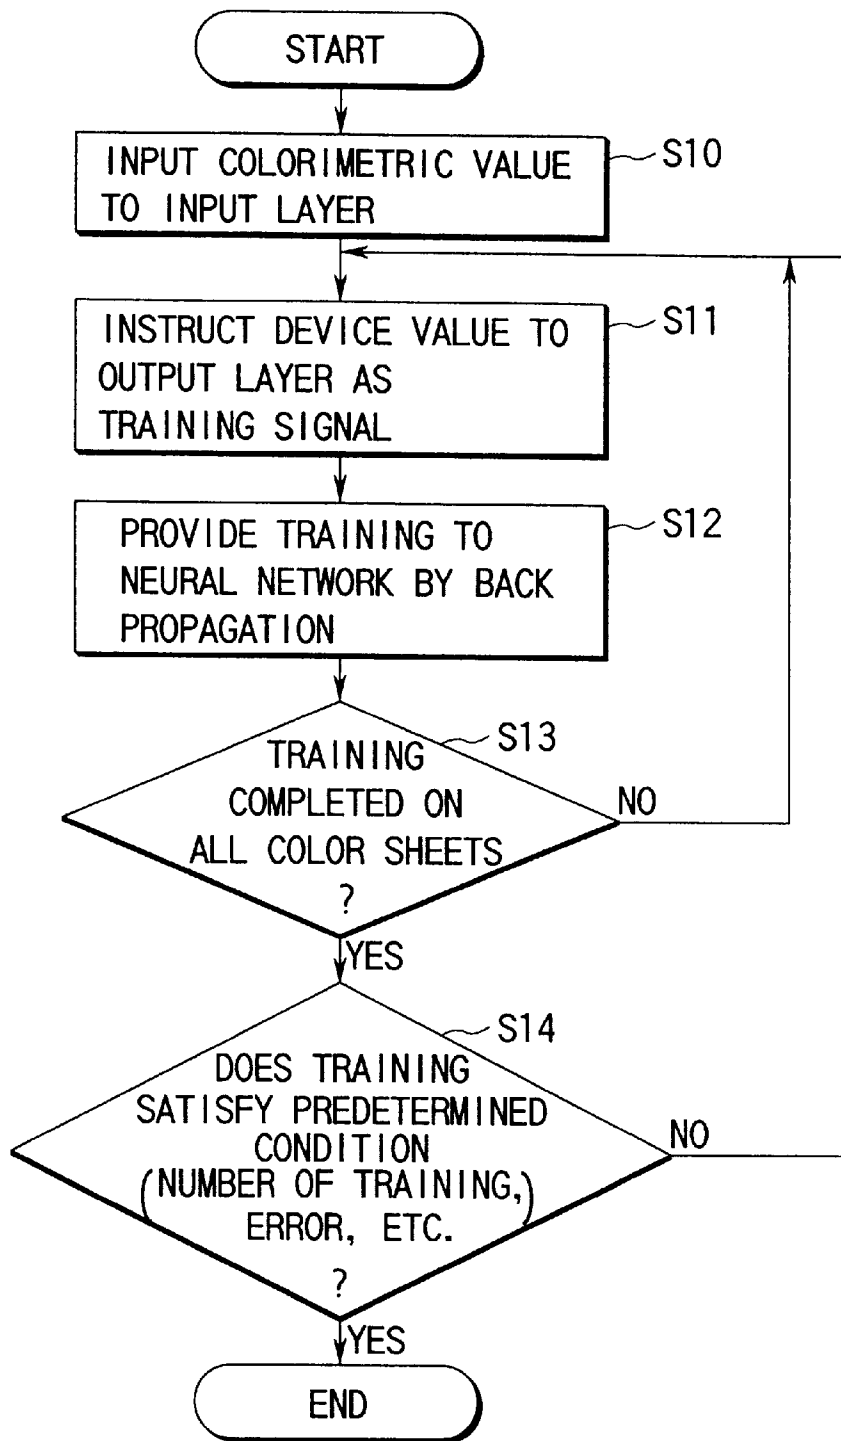 START
INPUT COLORIMETRIC VALUE
TO INPUT LAYER
S10
INSTRUCT DEVICE VALUE TO
OUTPUT LAYER AS
TRAINING SIGNAL
S11
PROVIDE TRAINING TO
NEURAL NETWORK BY BACK
PROPAGATION
S12
TRAINING
COMPLETED ON
ALL COLOR SHEETS
?
S13
NO
YES
DOES TRAINING
SATISFY PREDETERMINED
CONDITION
(NUMBER OF TRAINING,
ERROR, ETC.)
?
S14
NO
YES
END